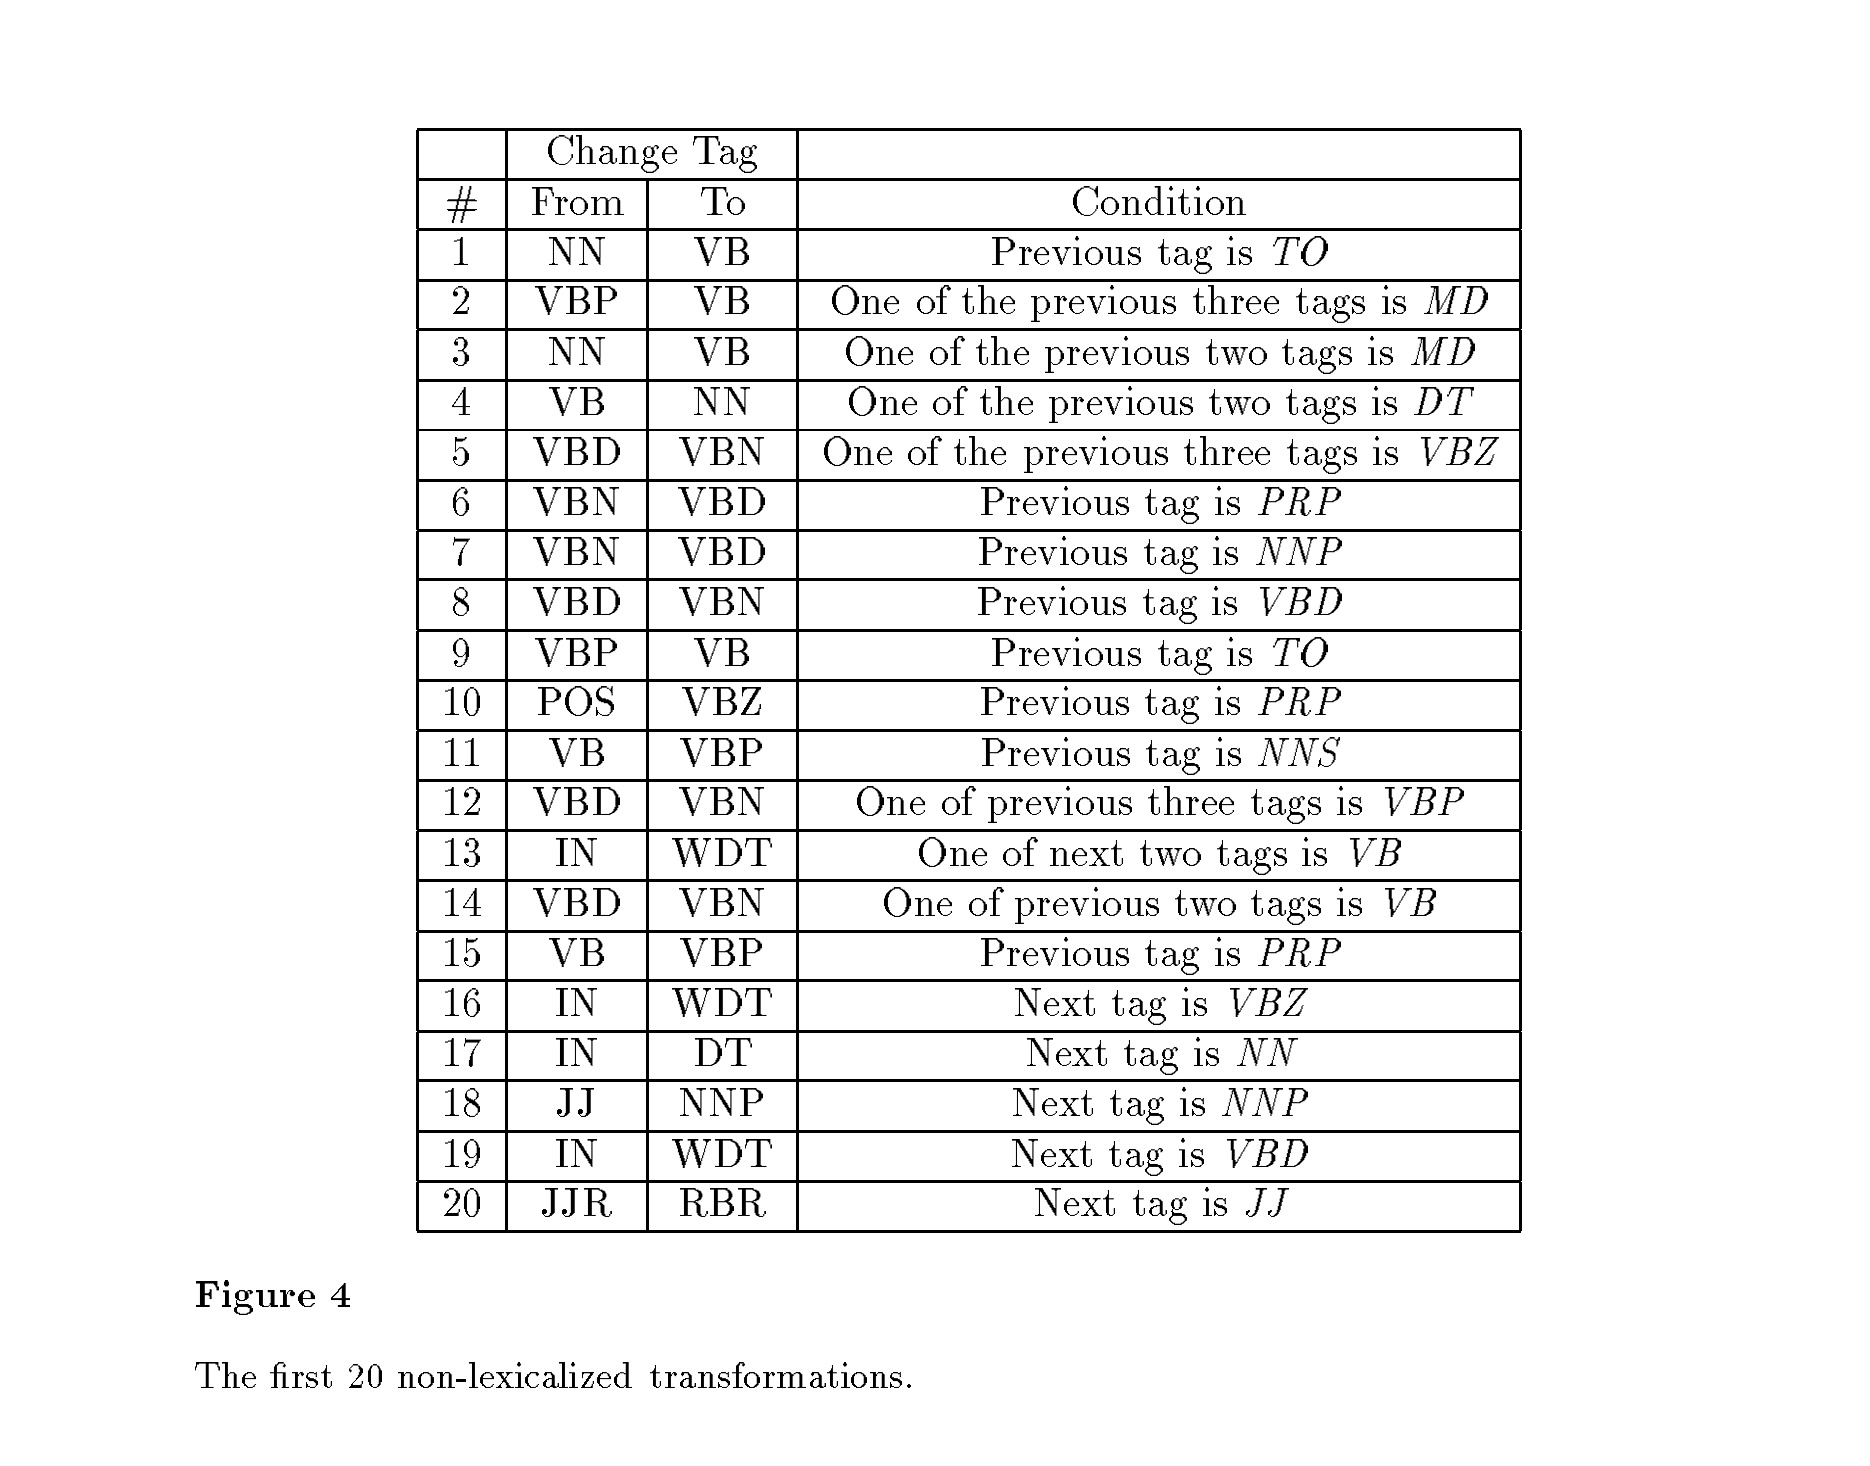 Change Tag
# From To Condition
1 NN VB Previous tag is TO
2 VBP VB One of the previous three tags is MD
3 NN VB One of the previous two tags is MD
4 VB NN One of the previous two tags is DT
5 VBD VBN One of the previous three tags is VBZ
6 VBN VBD Previous tag is PRP
7 VBN VBD Previous tag is NNP
8 VBD VBN Previous tag is VBD
9 VBP VB Previous tag is TO
10 POS VBZ Previous tag is PRP
11 VB VBP Previous tag is NNS
12 VBD VBN One of previous three tags is VBP
13 IN WDT One of next two tags is VB
14 VBD VBN One of previous two tags is VB
15 VB VBP Previous tag is PRP
16 IN WDT Next tag is VBZ
17 IN DT Next tag is NN
18 JJ NNP Next tag is NNP
19 IN WDT Next tag is VBD
20 JJR RBR Next tag is JJ
Figure 4
The first 20 non-lexicalized transformations.